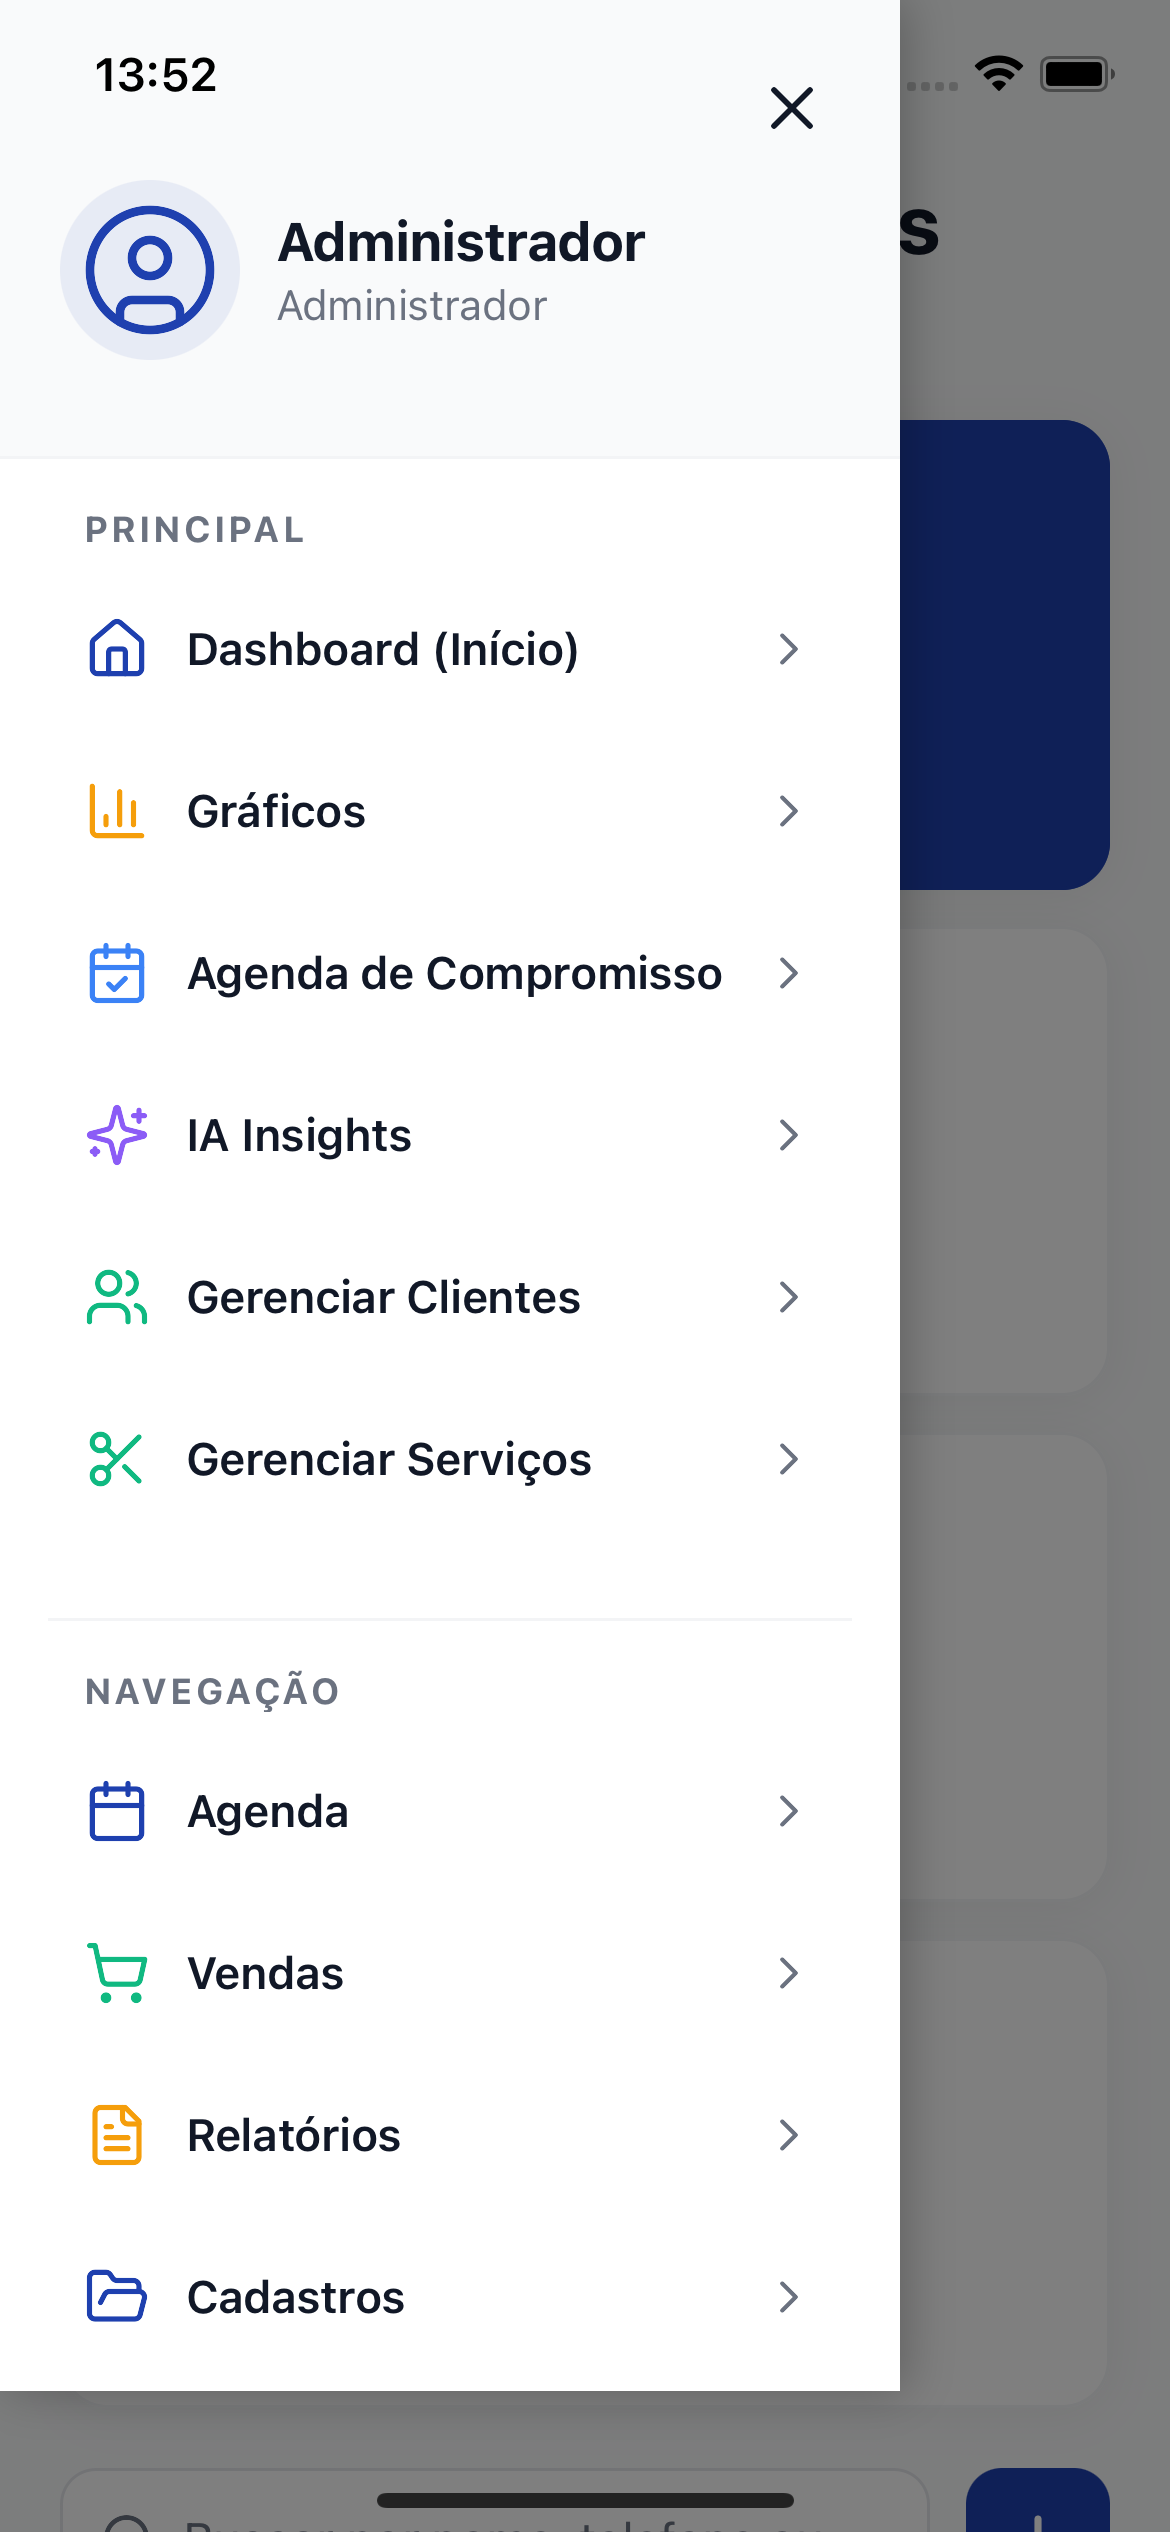 13:52
s
Administrador
Administrador
PRINCIPAL
Dashboard (Início)
Gráficos
Agenda de Compromisso
IA Insights
Gerenciar Clientes
Gerenciar Serviços
NAVEGAÇÃO
Agenda
Vendas
Relatórios
Cadastros